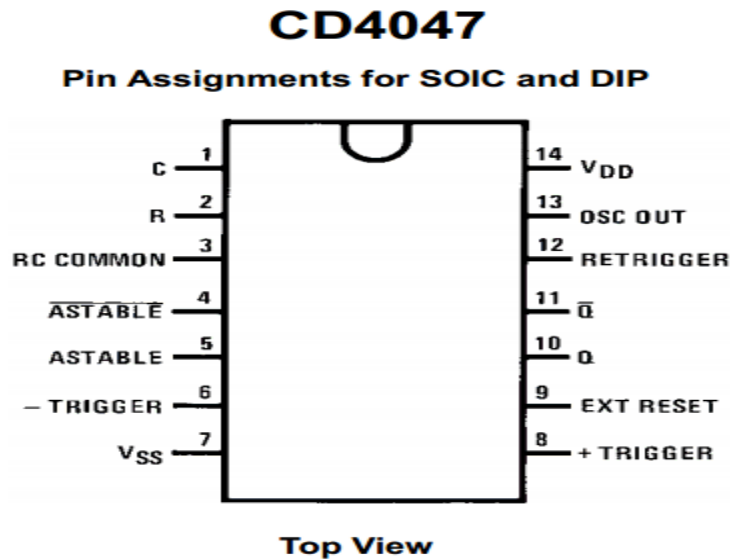 CD4047
Pin Assignments for SOIC and DIP
C 1
R 2
RC COMMON 3
A̅S̅T̅A̅B̅L̅E̅ 4
ASTABLE 5
– TRIGGER 6
VSS 7
14 VDD
13 OSC OUT
12 RETRIGGER
11 Q̅
10 Q
9 EXT RESET
8 + TRIGGER
Top View